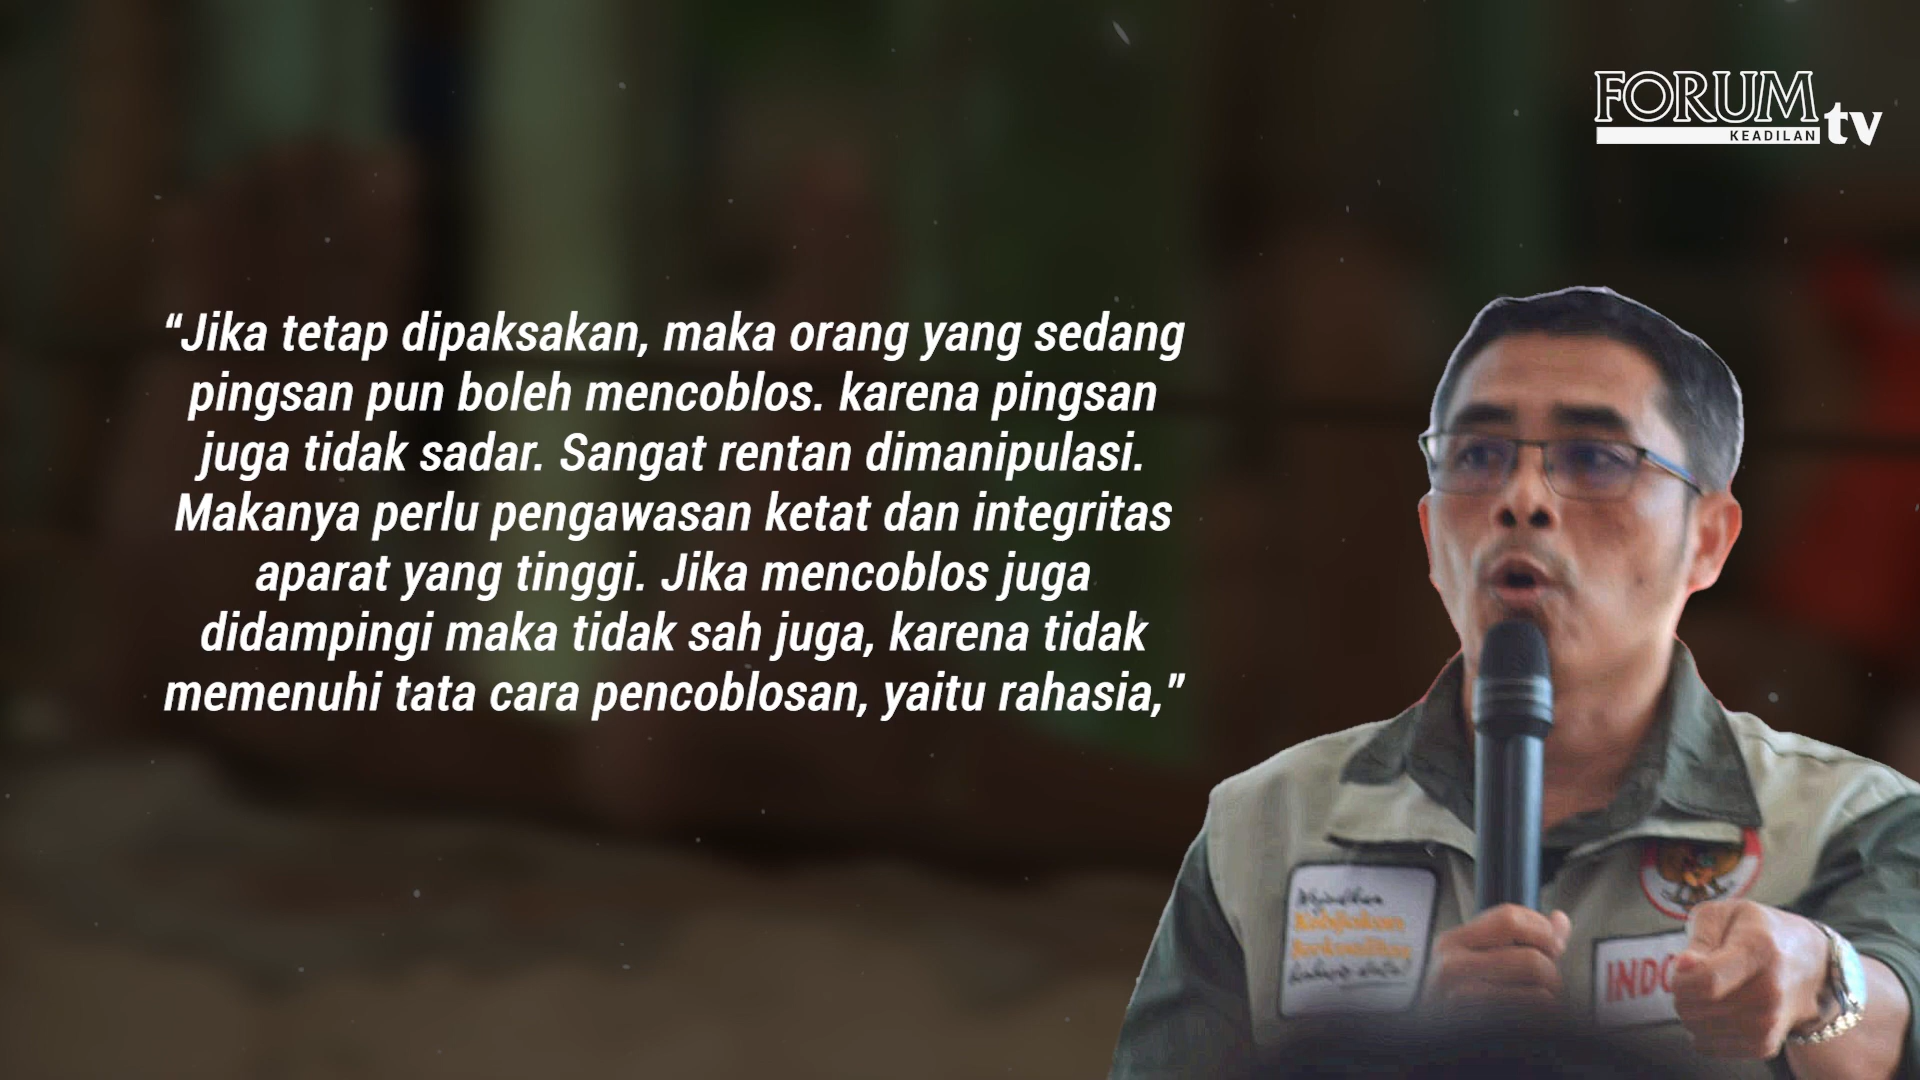 FORUM
KEADILAN
tv
“Jika tetap dipaksakan, maka orang yang sedang
pingsan pun boleh mencoblos. karena pingsan
juga tidak sadar. Sangat rentan dimanipulasi.
Makanya perlu pengawasan ketat dan integritas
aparat yang tinggi. Jika mencoblos juga
didampingi maka tidak sah juga, karena tidak
memenuhi tata cara pencoblosan, yaitu rahasia,”